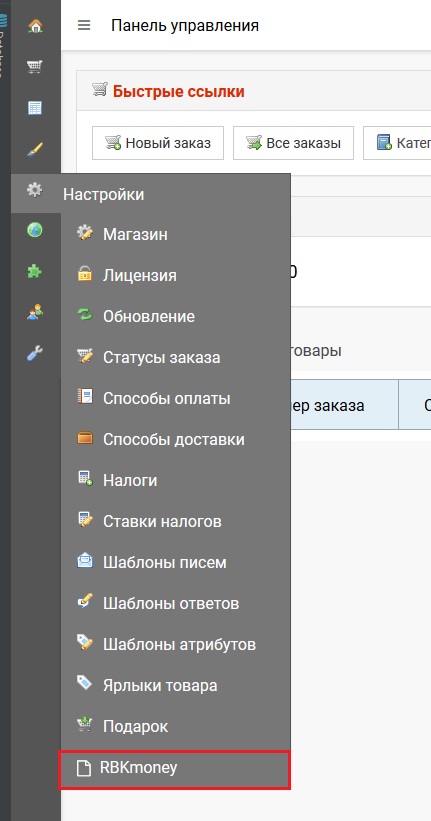 Database
Панель управления
Быстрые ссылки
Новый заказ
Все заказы
Настройки
Магазин
0
Лицензия
Обновление
товары
Статусы заказа
Способы оплаты
ер заказа
Способы доставки
Налоги
Ставки налогов
Шаблоны писем
Шаблоны ответов
Шаблоны атрибутов
Ярлыки товара
Подарок
RBKmoney